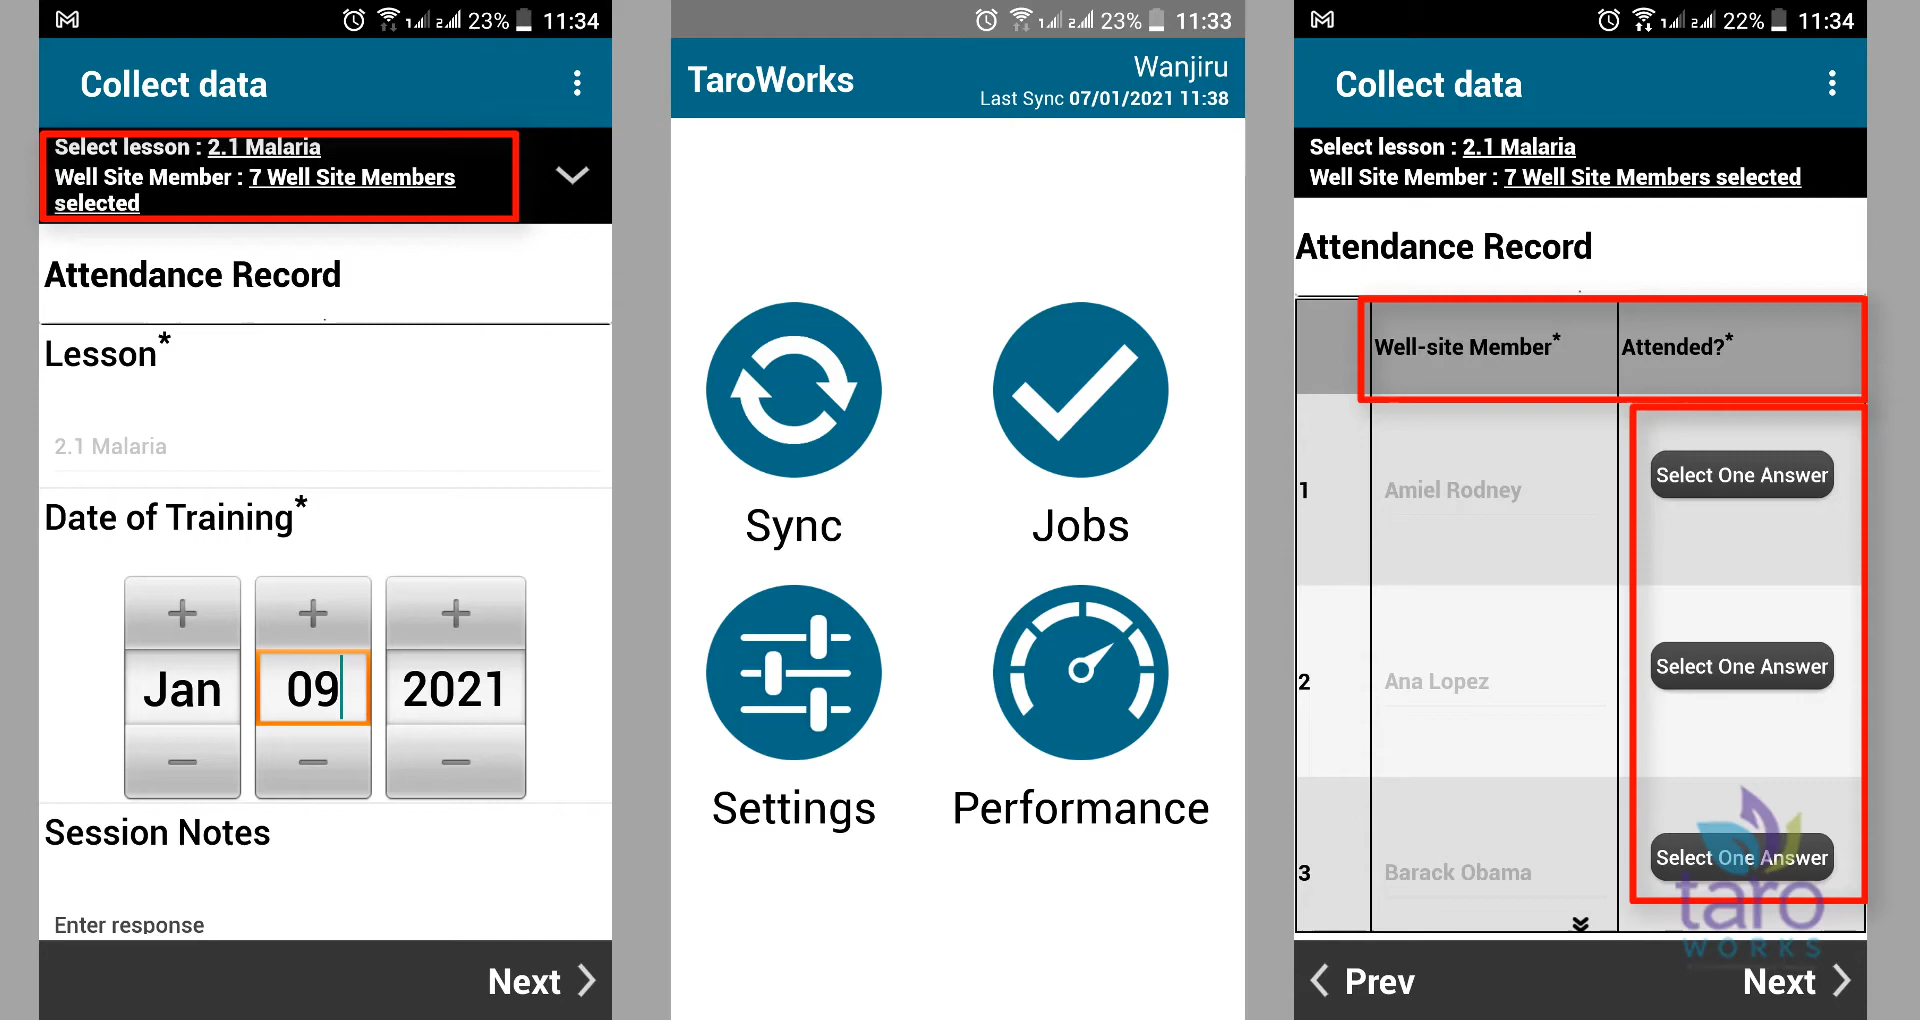 23% 11:34
Collect data
Select lesson : 2.1 Malaria
Well Site Member : 7 Well Site Members
selected
Attendance Record
Lesson*
2.1 Malaria
Date of Training*
+ + +
Jan 09 2021
− − −
Session Notes
Enter response
Next
23% 11:33
TaroWorks
Wanjiru
Last Sync 07/01/2021 11:38
Sync
Jobs
Settings
Performance
22% 11:34
Collect data
Select lesson : 2.1 Malaria
Well Site Member : 7 Well Site Members selected
Attendance Record
Well-site Member* Attended?*
1 Amiel Rodney Select One Answer
2 Ana Lopez Select One Answer
3 Barack Obama Select One Answer
taro
WORKS
Prev Next